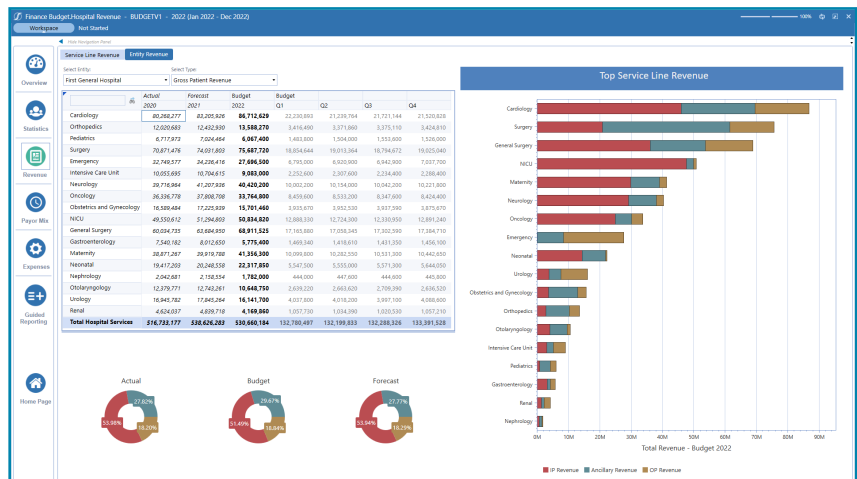 Finance Budget.Hospital Revenue - BUDGETV1 - 2022 (Jan 2022 - Dec 2022) 100%
Workspace Not Started
Hide Navigation Panel
Service Line Revenue Entity Revenue
Select Entity: Select Type:
First General Hospital Gross Patient Revenue
Overview
Statistics
Revenue
Payor Mix
Expenses
Guided Reporting
Home Page
Actual Forecast Budget Budget
2020 2021 2022 Q1 Q2 Q3 Q4
Cardiology 80,268,277 83,205,926 86,712,629 22,230,893 21,239,764 21,721,144 21,520,828
Orthopedics 12,020,683 12,432,930 13,588,270 3,416,490 3,371,860 3,375,110 3,424,810
Pediatrics 6,717,972 7,024,464 6,067,400 1,483,800 1,504,000 1,553,600 1,526,000
Surgery 70,871,476 74,031,803 75,687,720 18,854,644 19,013,364 18,794,672 19,025,040
Emergency 32,749,577 34,236,416 27,696,500 6,795,000 6,920,900 6,942,900 7,037,700
Intensive Care Unit 10,055,695 10,704,615 9,083,000 2,252,600 2,307,600 2,234,400 2,288,400
Neurology 39,716,964 41,207,936 40,420,200 10,002,200 10,154,000 10,042,200 10,221,800
Oncology 36,336,778 37,808,708 33,764,800 8,459,600 8,533,200 8,347,600 8,424,400
Obstetrics and Gynecology 16,589,484 17,225,939 15,701,460 3,935,670 3,952,530 3,937,590 3,875,670
NICU 49,550,612 51,294,803 50,834,820 12,888,330 12,724,300 12,330,950 12,891,240
General Surgery 60,034,735 63,684,950 68,911,525 17,165,880 17,058,345 17,302,590 17,384,710
Gastroenterology 7,540,182 8,012,650 5,775,400 1,469,340 1,418,610 1,431,350 1,456,100
Maternity 38,871,267 39,919,788 41,356,300 10,099,800 10,282,550 10,531,300 10,442,650
Neonatal 19,417,203 20,248,558 22,317,850 5,547,500 5,555,000 5,571,300 5,644,050
Nephrology 2,042,681 2,158,554 1,782,000 444,000 447,600 444,600 445,800
Otolaryngology 12,379,771 12,743,261 10,648,750 2,639,220 2,663,620 2,709,390 2,636,520
Urology 16,945,782 17,845,264 16,141,700 4,037,800 4,018,200 3,997,100 4,088,600
Renal 4,624,037 4,839,718 4,169,860 1,057,730 1,034,390 1,020,530 1,057,210
Total Hospital Services 516,733,177 538,626,283 530,660,184 132,780,497 132,199,833 132,288,326 133,391,528
Actual Budget Forecast
27.82% 53.98% 18.20%
29.67% 51.49% 18.84%
27.77% 53.94% 18.29%
Top Service Line Revenue
Cardiology
Surgery
General Surgery
NICU
Maternity
Neurology
Oncology
Emergency
Neonatal
Urology
Obstetrics and Gynecology
Orthopedics
Otolaryngology
Intensive Care Unit
Pediatrics
Gastroenterology
Renal
Nephrology
0M 10M 20M 30M 40M 50M 60M 70M 80M 90M
Total Revenue - Budget 2022
IP Revenue Ancillary Revenue OP Revenue